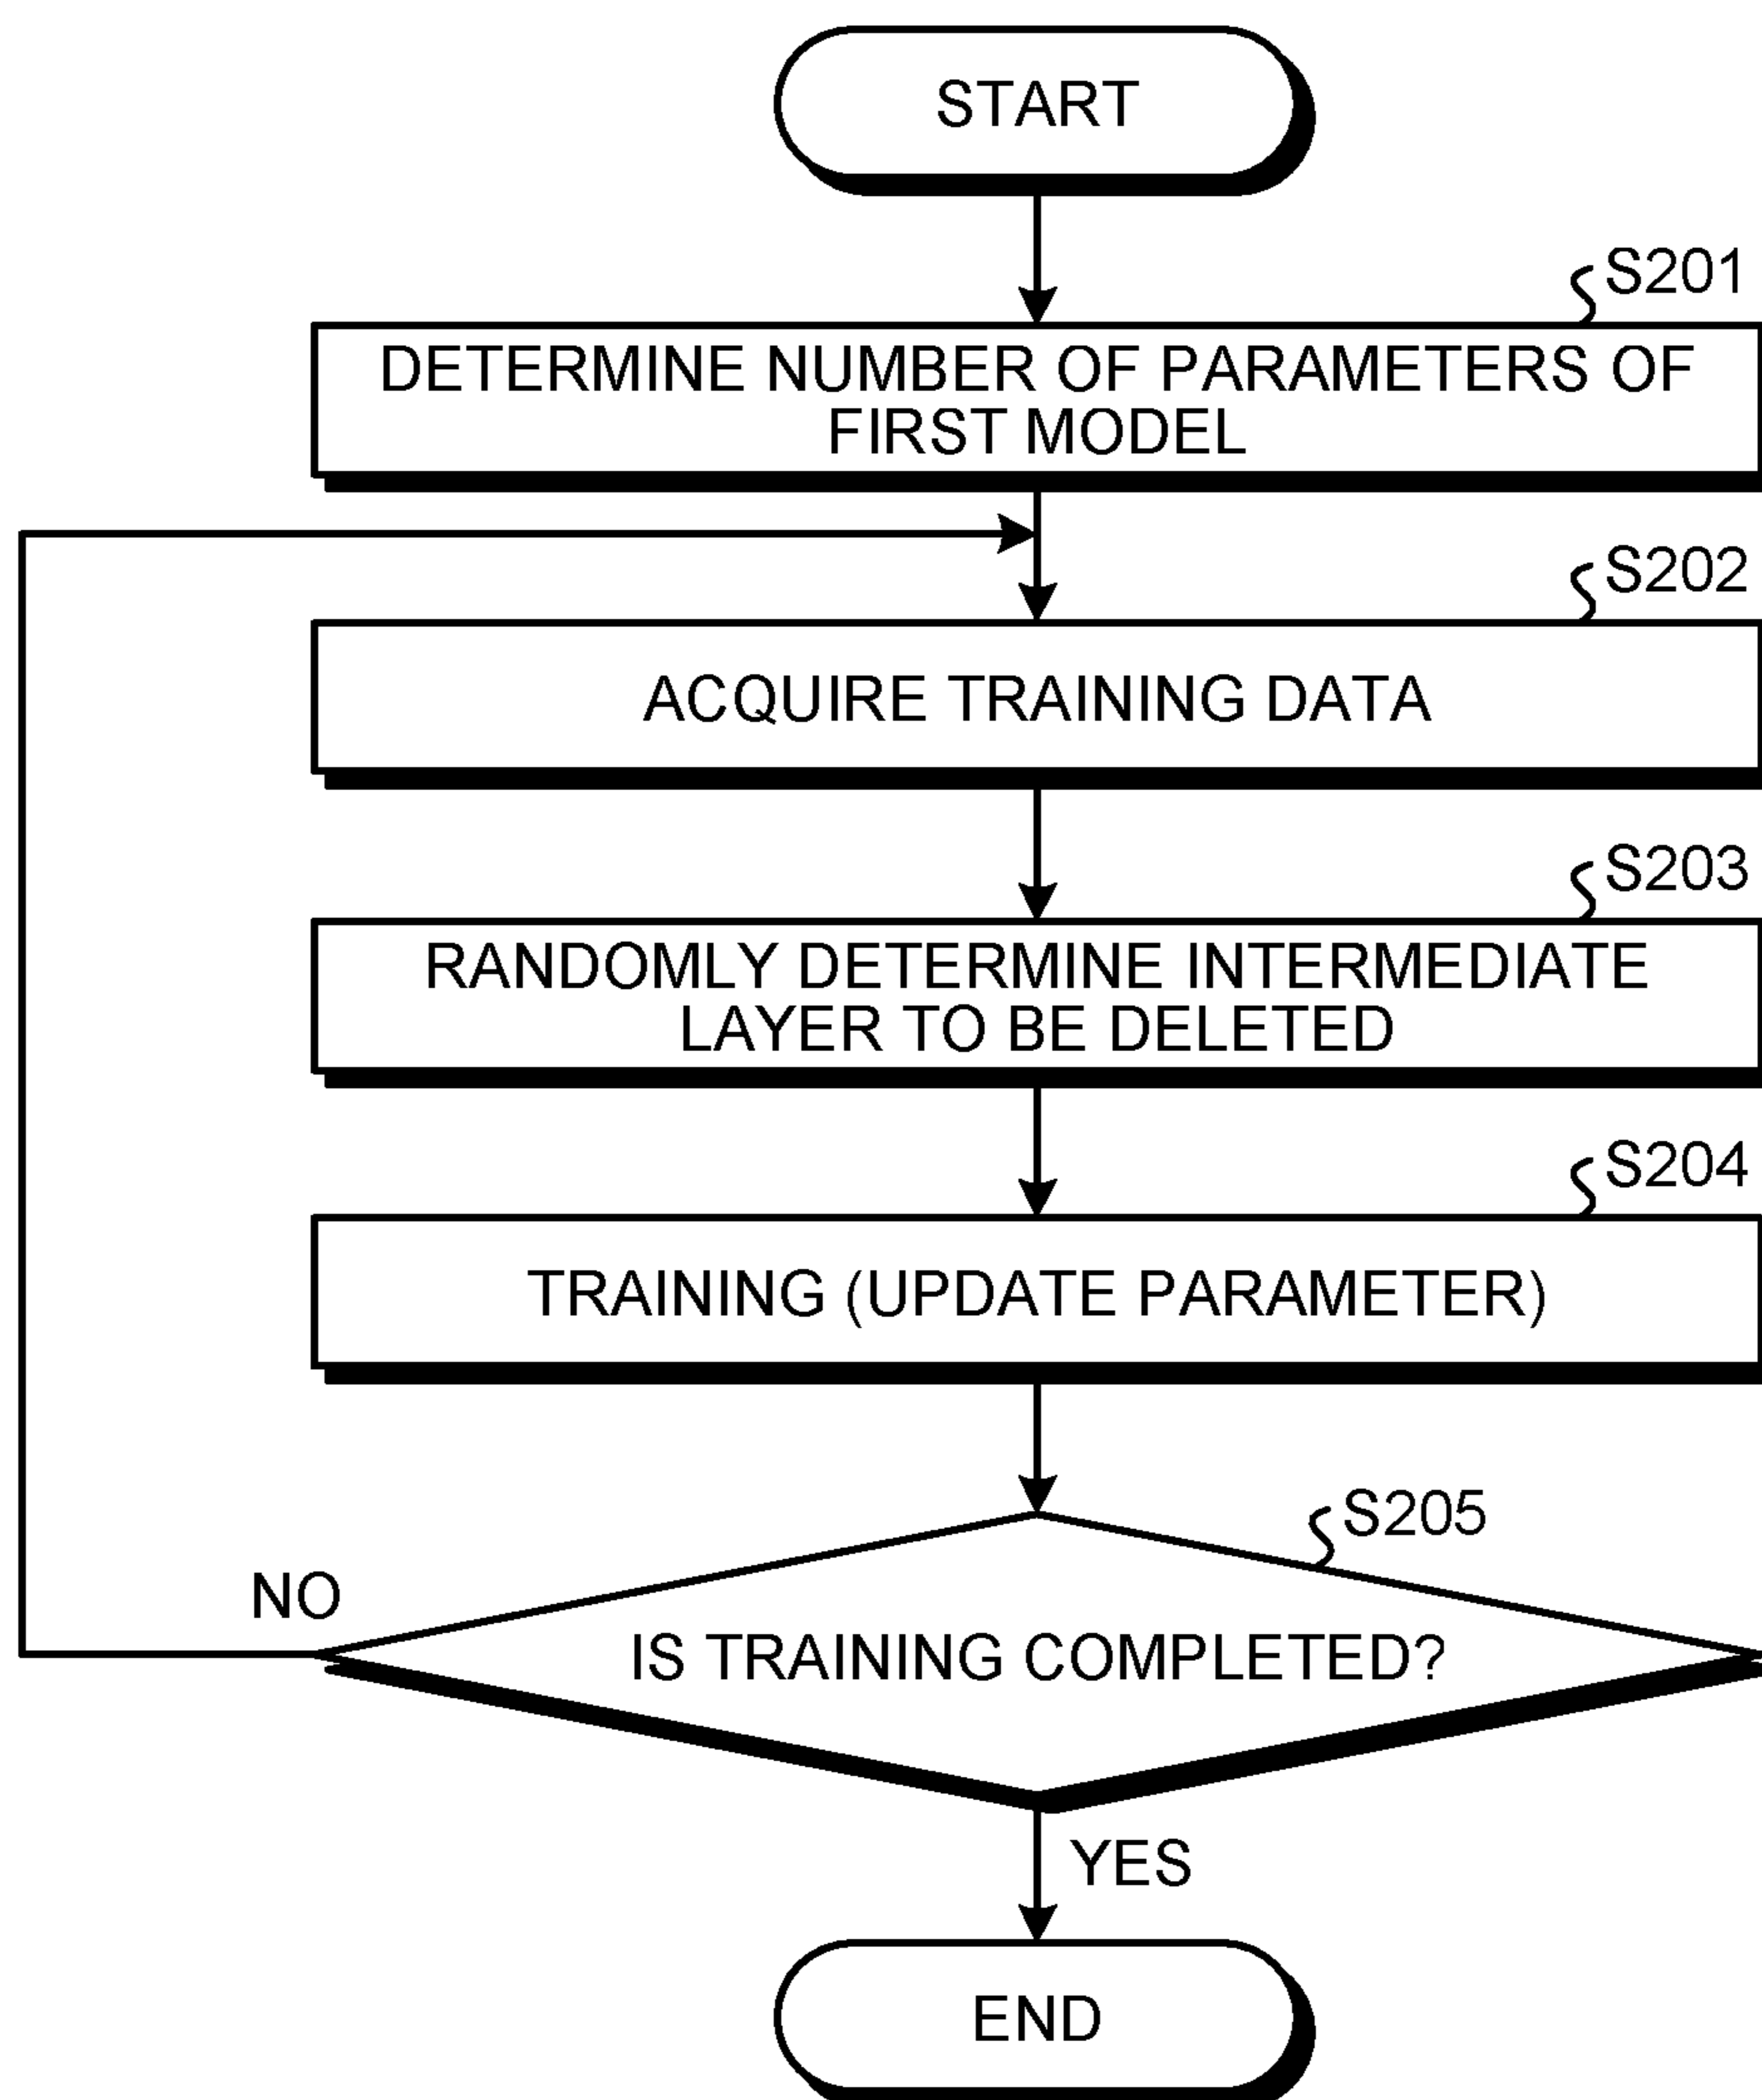 START
S201
DETERMINE NUMBER OF PARAMETERS OF
FIRST MODEL
S202
ACQUIRE TRAINING DATA
S203
RANDOMLY DETERMINE INTERMEDIATE
LAYER TO BE DELETED
S204
TRAINING (UPDATE PARAMETER)
S205
NO
IS TRAINING COMPLETED?
YES
END